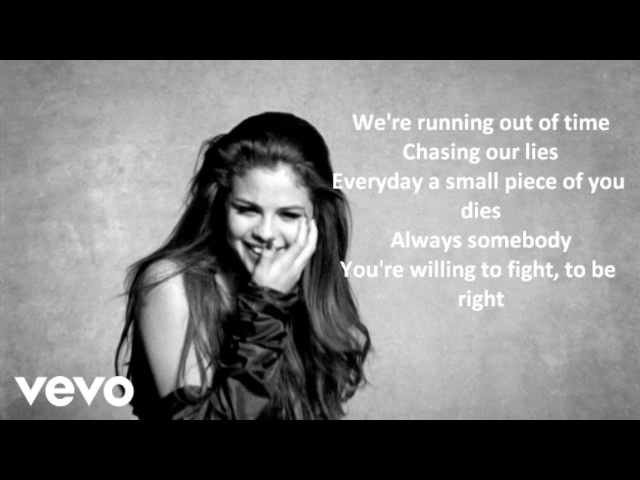 We're running out of time
Chasing our lies
Everyday a small piece of you
dies
Always somebody
You're willing to fight, to be
right
vevo